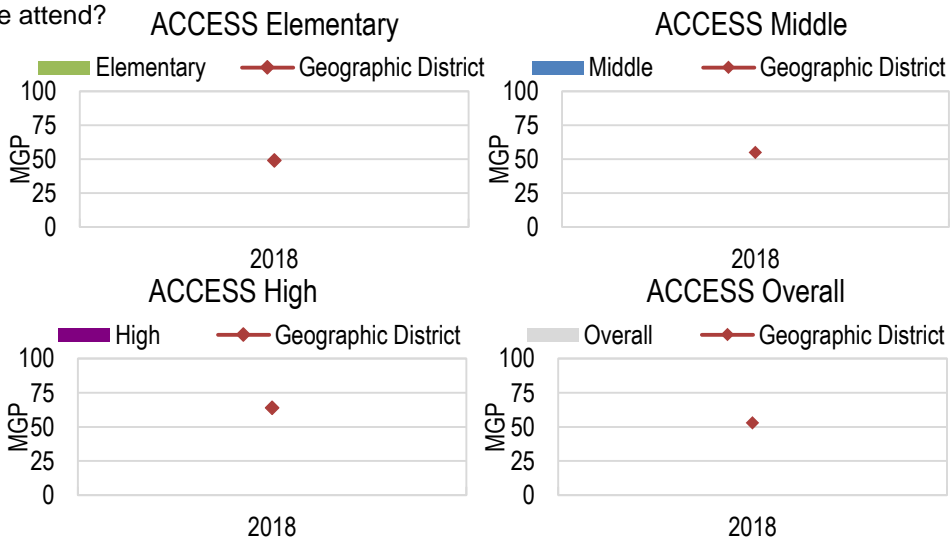 e attend?
ACCESS Elementary
Elementary Geographic District
100
75
50
25
0
MGP
2018
ACCESS Middle
Middle Geographic District
100
75
50
25
0
MGP
2018
ACCESS High
High Geographic District
100
75
50
25
0
MGP
2018
ACCESS Overall
Overall Geographic District
100
75
50
25
0
MGP
2018